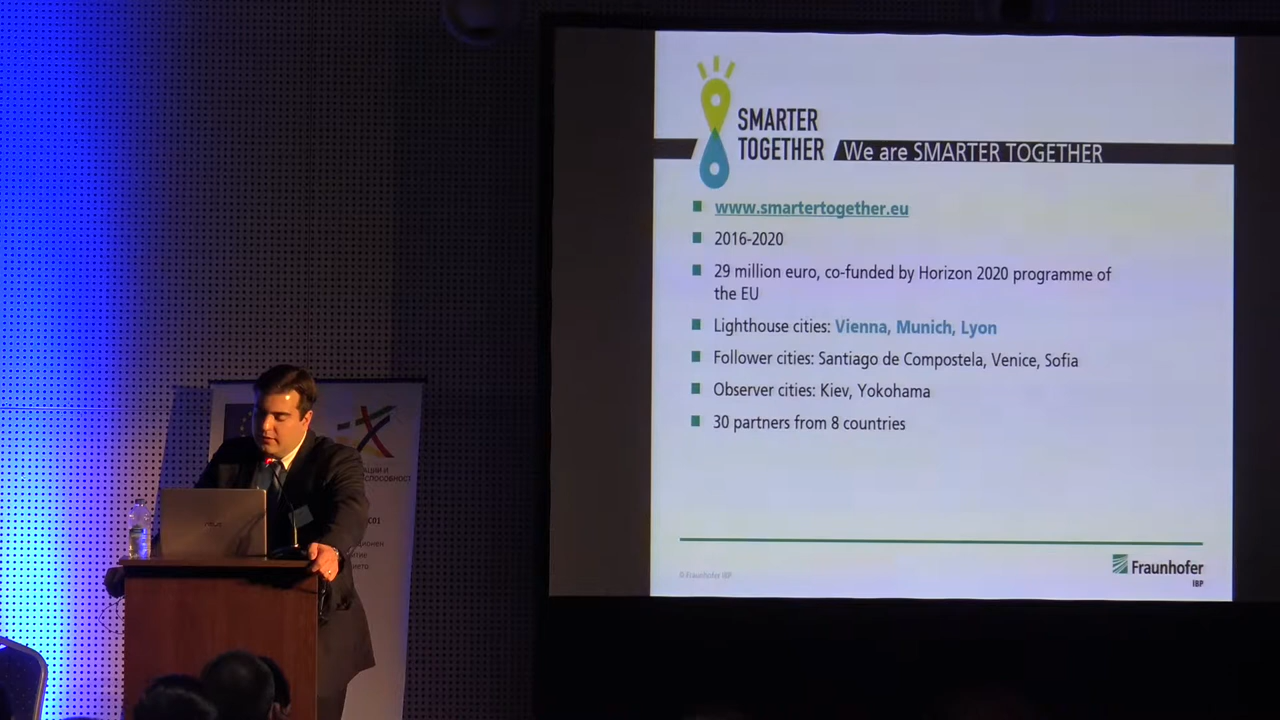 SMARTER
TOGETHER
We are SMARTER TOGETHER
www.smartertogether.eu
2016-2020
29 million euro, co-funded by Horizon 2020 programme of
the EU
Lighthouse cities: Vienna, Munich, Lyon
Follower cities: Santiago de Compostela, Venice, Sofia
Observer cities: Kiev, Yokohama
30 partners from 8 countries
© Fraunhofer IBP
Fraunhofer
IBP